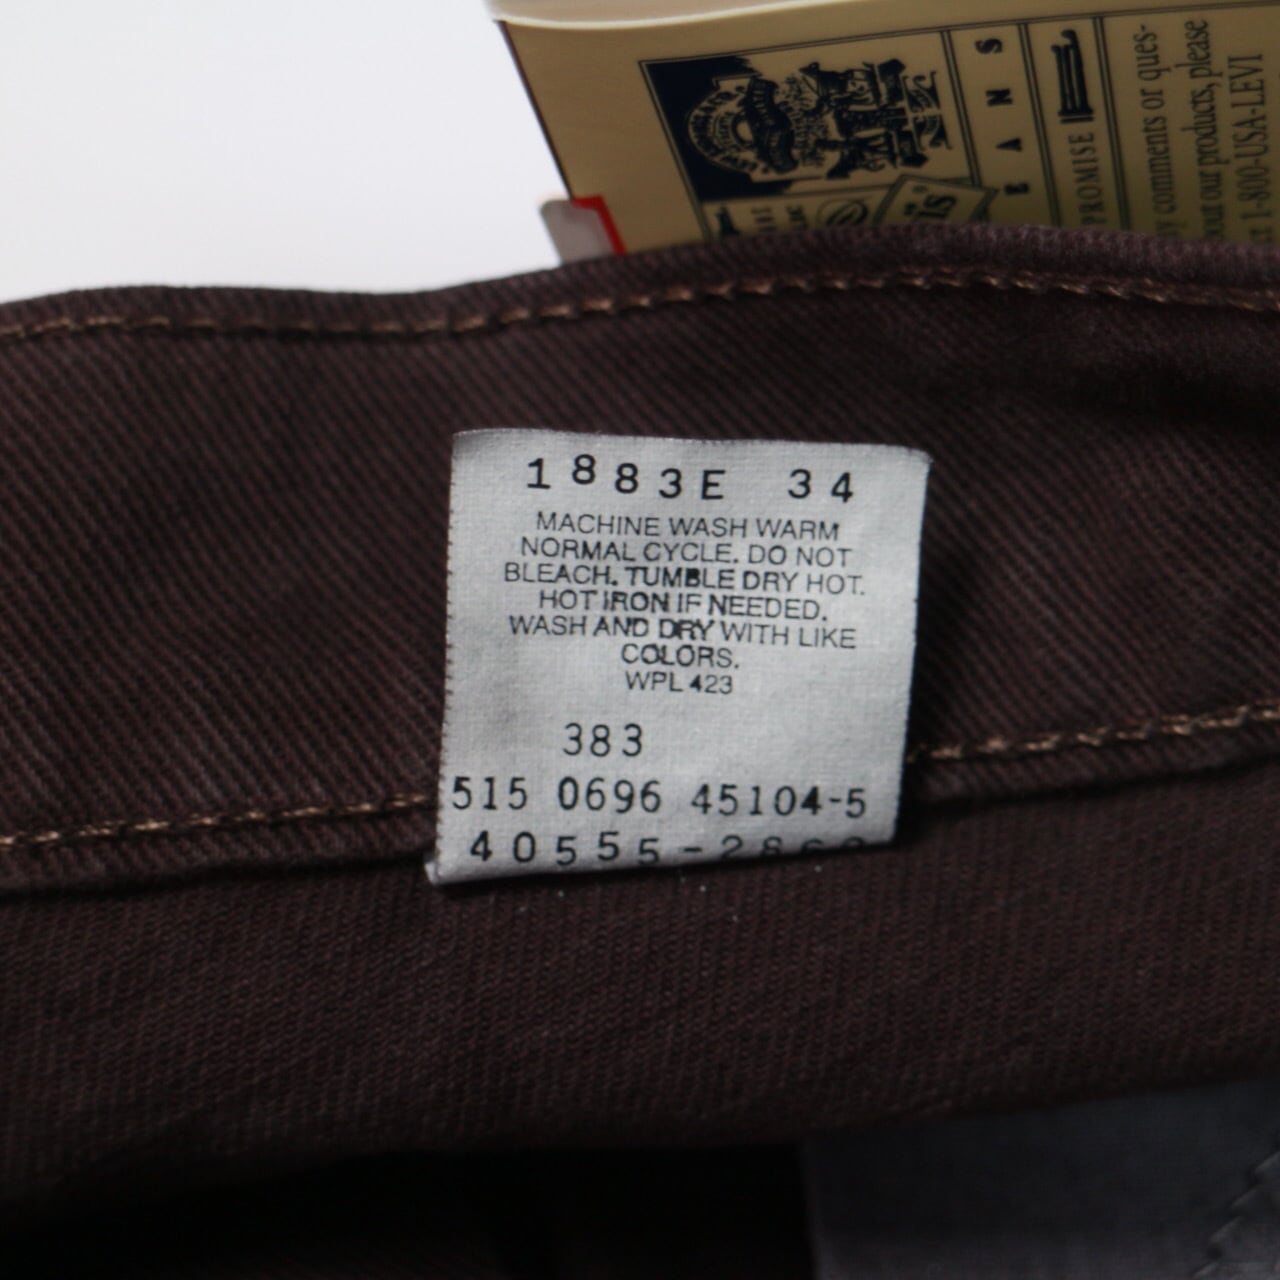 1883E 34
MACHINE WASH WARM
NORMAL CYCLE. DO NOT
BLEACH. TUMBLE DRY HOT.
HOT IRON IF NEEDED.
WASH AND DRY WITH LIKE
COLORS.
WPL 423
383
515 0696 45104-5
40555-
EANS
PROMISE
comments or ques-
our products, please
1-800-USA-LEVI